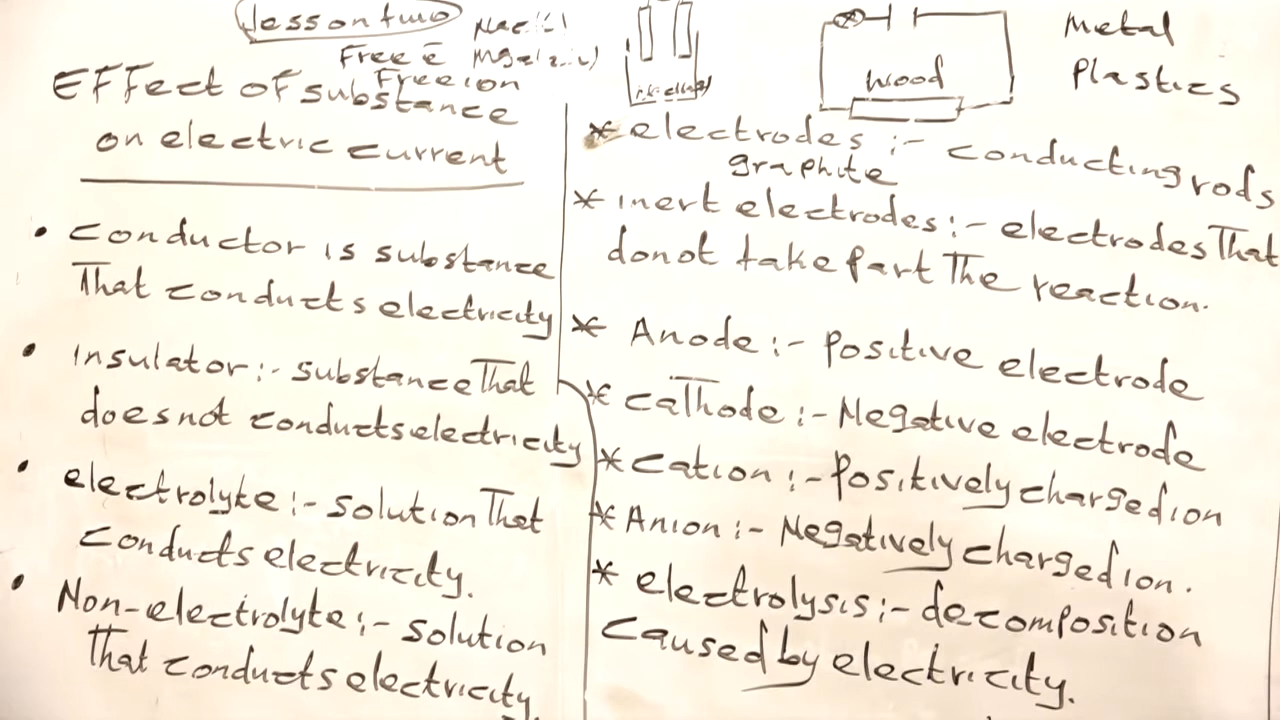 lesson two
Free e
Free ion
EFFect of substance
on electric current
• conductor is substance
That conducts electricity
• Insulator :- substance That
does not conducts electricity
• electrolyte :- solution That
conducts electricity.
• Non-electrolyte :- solution
That conducts electricity.
wood
Metal
Plastics
* electrodes :- conducting rods
graphite
* inert electrodes :- electrodes That
donot take part The reaction.
* Anode :- Positive electrode
* CaThode :- Negative electrode
* Cation :- Positively charged ion
* Anion :- Negatively charged ion.
* electrolysis :- decomposition
caused by electricity.